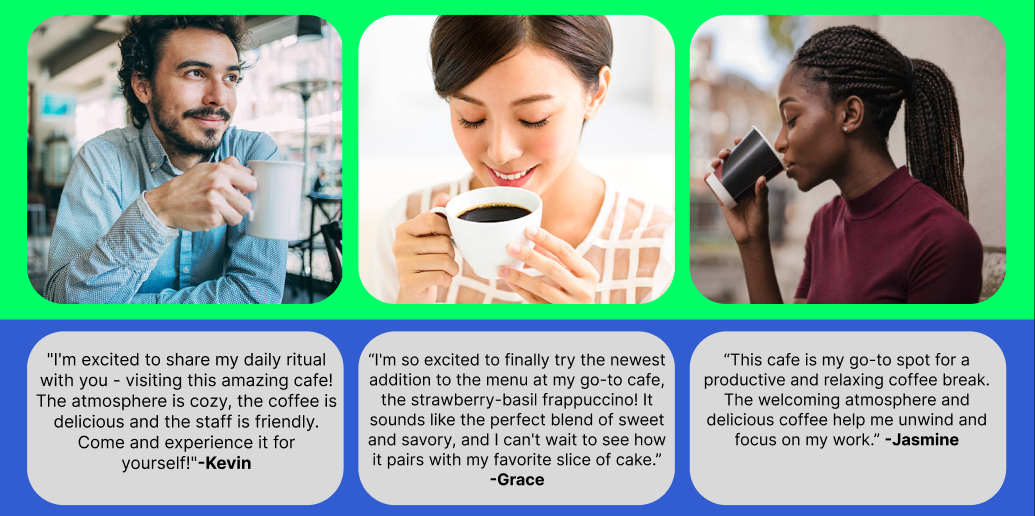 "I'm excited to share my daily ritual
with you - visiting this amazing cafe!
The atmosphere is cozy, the coffee is
delicious and the staff is friendly.
Come and experience it for
yourself!"-Kevin
“I'm so excited to finally try the newest
addition to the menu at my go-to cafe,
the strawberry-basil frappuccino! It
sounds like the perfect blend of sweet
and savory, and I can't wait to see how
it pairs with my favorite slice of cake.”
-Grace
“This cafe is my go-to spot for a
productive and relaxing coffee break.
The welcoming atmosphere and
delicious coffee help me unwind and
focus on my work.” -Jasmine